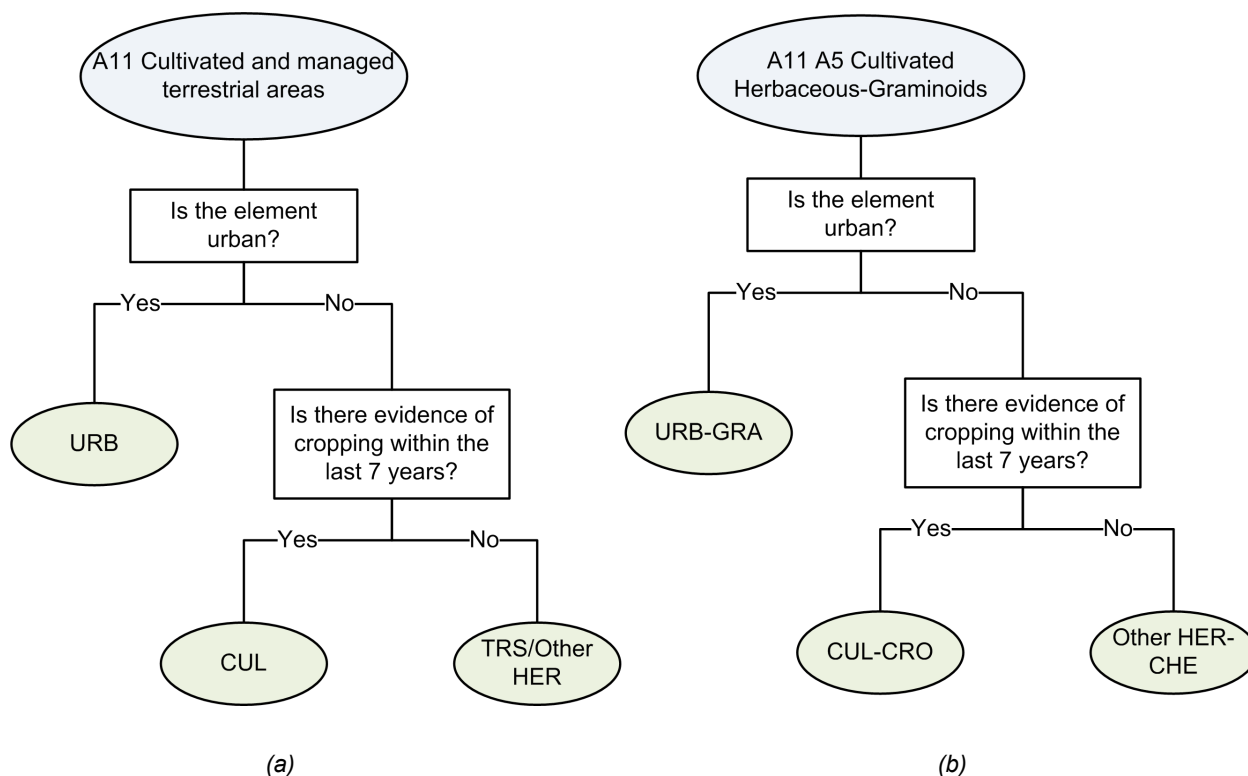 A11 Cultivated and managed
terrestrial areas
Is the element
urban?
Yes
No
URB
Is there evidence of
cropping within the
last 7 years?
Yes
No
CUL
TRS/Other
HER
(a)
A11 A5 Cultivated
Herbaceous-Graminoids
Is the element
urban?
Yes
No
URB-GRA
Is there evidence of
cropping within the
last 7 years?
Yes
No
CUL-CRO
Other HER-
CHE
(b)